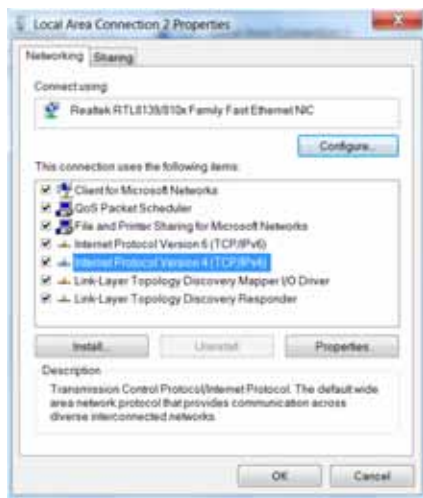 Local Area Connection 2 Properties
Networking Sharing
Connect using:
Realtek RTL8139/810x Family Fast Ethernet NIC
Configure...
This connection uses the following items:
Client for Microsoft Networks
QoS Packet Scheduler
File and Printer Sharing for Microsoft Networks
Internet Protocol Version 6 (TCP/IPv6)
Internet Protocol Version 4 (TCP/IPv4)
Link-Layer Topology Discovery Mapper I/O Driver
Link-Layer Topology Discovery Responder
Install... Uninstall Properties
Description
Transmission Control Protocol/Internet Protocol. The default wide
area network protocol that provides communication across
diverse interconnected networks.
OK Cancel